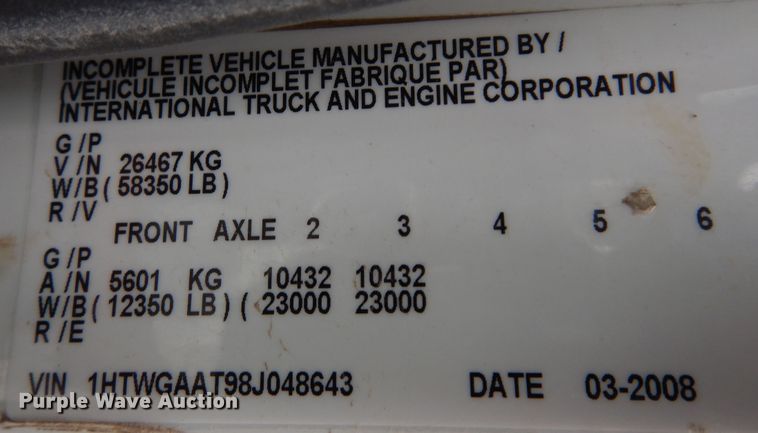 INCOMPLETE VEHICLE MANUFACTURED BY /
(VEHICULE INCOMPLET FABRIQUE PAR)
INTERNATIONAL TRUCK AND ENGINE CORPORATION
G /P
V /N 26467 KG
W/B ( 58350 LB )
R /V
FRONT AXLE 2 3 4 5 6
G /P
A /N 5601 KG 10432 10432
W/B ( 12350 LB ) ( 23000 23000
R /E
VIN 1HTWGAAT98J048643 DATE 03-2008
Purple Wave Auction